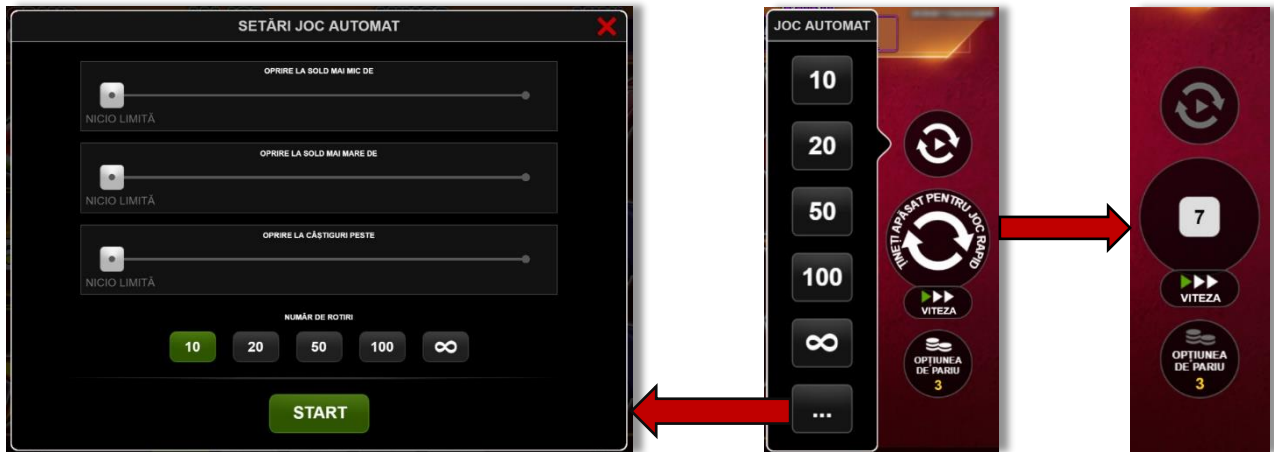 SETĂRI JOC AUTOMAT
OPRIRE LA SOLD MAI MIC DE
NICIO LIMITĂ
OPRIRE LA SOLD MAI MARE DE
NICIO LIMITĂ
OPRIRE LA CÂȘTIGURI PESTE
NICIO LIMITĂ
NUMĂR DE ROTIRI
10 20 50 100 ∞
START
JOC AUTOMAT
10
20
50
100
∞
...
ȚINEȚI APĂSAT PENTRU JOC RAPID
VITEZA
OPȚIUNEA
DE PARIU
3
7
VITEZA
OPȚIUNEA
DE PARIU
3